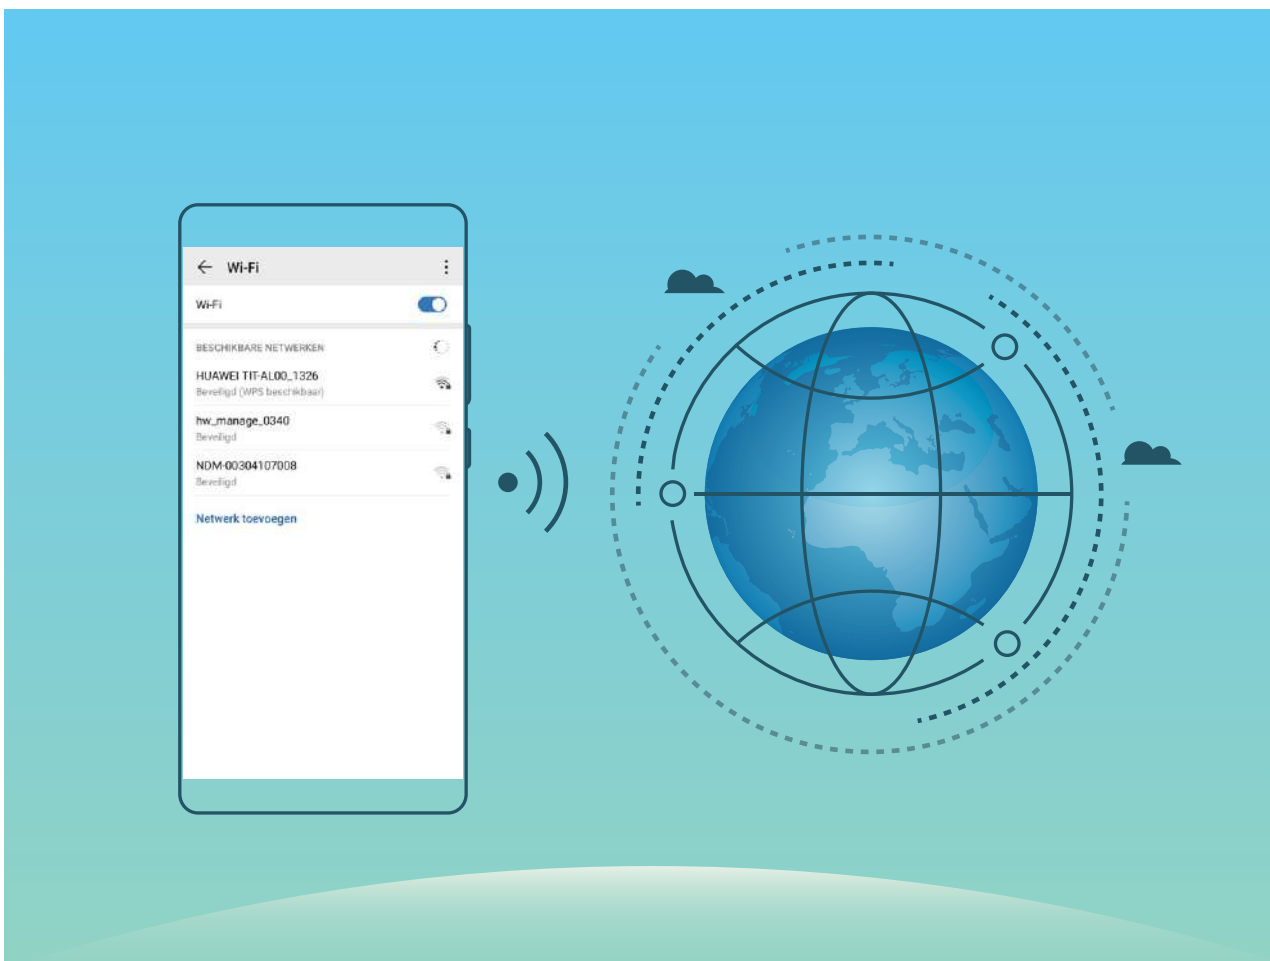 Wi-Fi
Wi-Fi
BESCHIKBARE NETWERKEN
HUAWEI TIT-AL00_1326
Beveiligd (WPS beschikbaar)
hw_manage_0340
Beveiligd
NDM-00304107008
Beveiligd
Netwerk toevoegen